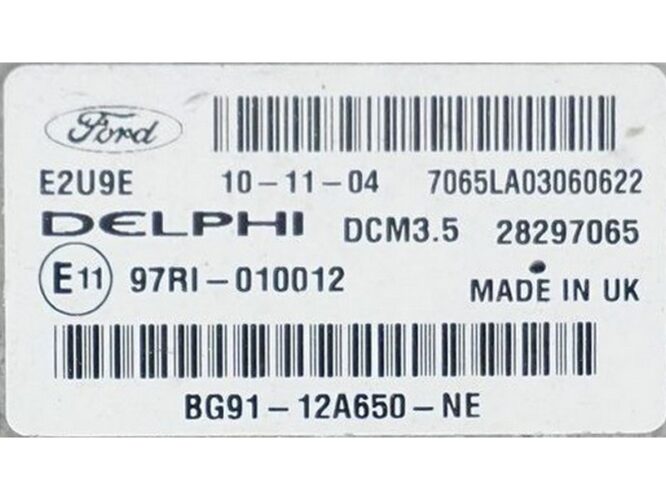 Ford
E2U9E 10-11-04 7065LA03060622
DELPHI DCM3.5 28297065
E11 97RI-010012 MADE IN UK
BG91-12A650-NE